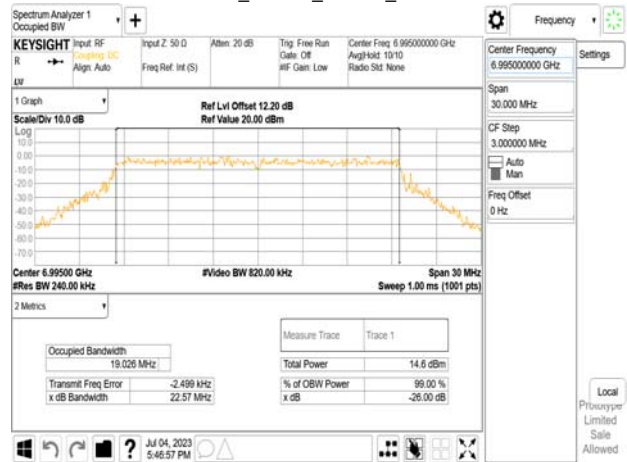 Spectrum Analyzer 1
Occupied BW
Frequency
KEYSIGHT
R
Input: RF
Coupling: DC
Align: Auto
Input Z: 50 Ω
Freq Ref: Int (S)
Atten: 20 dB
Trig: Free Run
Gate: Off
#IF Gain: Low
Center Freq: 6.995000000 GHz
Avg|Hold: 10/10
Radio Std: None
Center Frequency
6.995000000 GHz
Settings
Span
30.000 MHz
CF Step
3.000000 MHz
Auto
Man
Freq Offset
0 Hz
1 Graph
Scale/Div 10.0 dB
Ref Lvl Offset 12.20 dB
Ref Value 20.00 dBm
Log
10.0
0.00
-10.0
-20.0
-30.0
-40.0
-50.0
-60.0
-70.0
Center 6.99500 GHz
#Res BW 240.00 kHz
#Video BW 820.00 kHz
Span 30 MHz
Sweep 1.00 ms (1001 pts)
2 Metrics
Measure Trace
Trace 1
Occupied Bandwidth
19.026 MHz
Total Power
14.6 dBm
Transmit Freq Error
-2.499 kHz
% of OBW Power
99.00 %
x dB Bandwidth
22.57 MHz
x dB
-26.00 dB
Local
Prototype
Limited
Sale
Allowed
?
Jul 04, 2023
5:46:57 PM